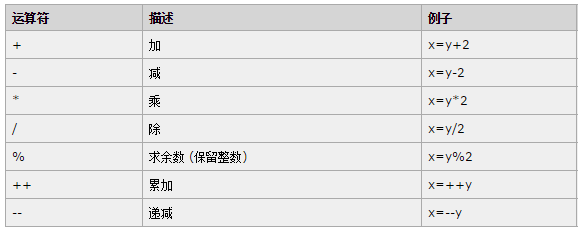 运算符 描述 例子
+ 加 x=y+2
- 减 x=y-2
* 乘 x=y*2
/ 除 x=y/2
% 求余数 (保留整数) x=y%2
++ 累加 x=++y
-- 递减 x=--y